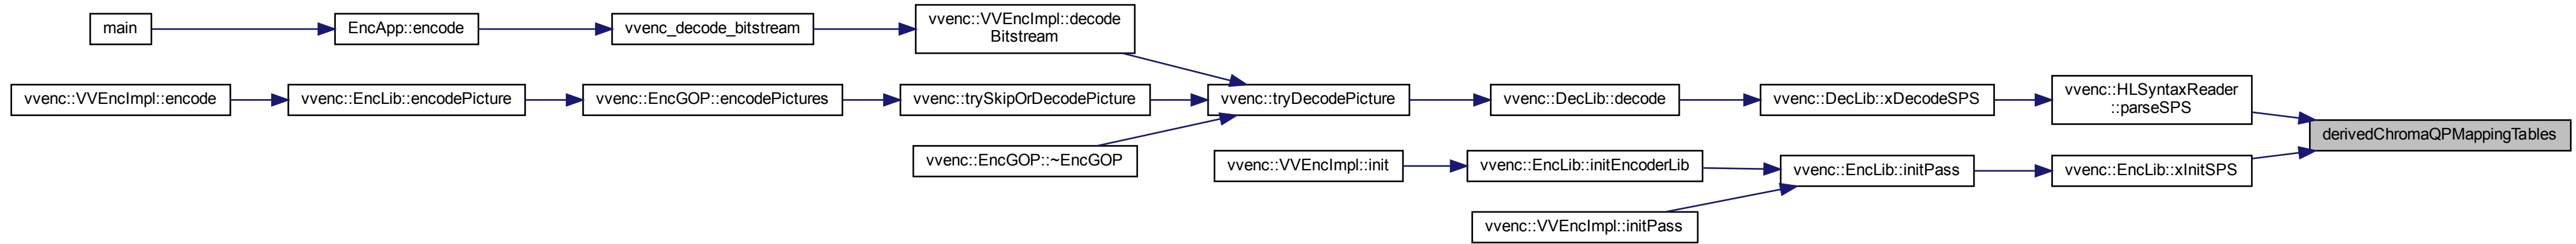 main
EncApp::encode
vvenc_decode_bitstream
vvenc::VVEncImpl::decode
Bitstream
vvenc::VVEncImpl::encode
vvenc::EncLib::encodePicture
vvenc::EncGOP::encodePictures
vvenc::trySkipOrDecodePicture
vvenc::tryDecodePicture
vvenc::DecLib::decode
vvenc::DecLib::xDecodeSPS
vvenc::HLSyntaxReader
::parseSPS
derivedChromaQPMappingTables
vvenc::EncGOP::~EncGOP
vvenc::VVEncImpl::init
vvenc::EncLib::initEncoderLib
vvenc::EncLib::initPass
vvenc::EncLib::xInitSPS
vvenc::VVEncImpl::initPass